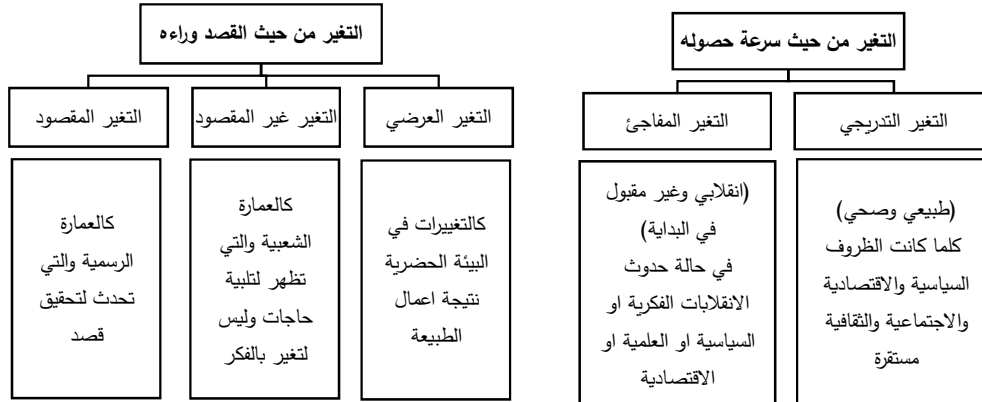 التغير من حيث سرعة حصوله
التغير التدريجي
(طبيعي وصحي)
كلما كانت الظروف
السياسية والاقتصادية
والاجتماعية والثقافية
مستقرة
التغير المفاجئ
(انقلابي وغير مقبول
في البداية)
في حالة حدوث
الانقلابات الفكرية او
السياسية او العلمية او
الاقتصادية
التغير من حيث القصد وراءه
التغير العرضي
كالتغييرات في
البيئة الحضرية
نتيجة اعمال
الطبيعة
التغير غير المقصود
كالعمارة
الشعبية والتي
تظهر لتلبية
حاجات وليس
لتغير بالفكر
التغير المقصود
كالعمارة
الرسمية والتي
تحدث لتحقيق
قصد